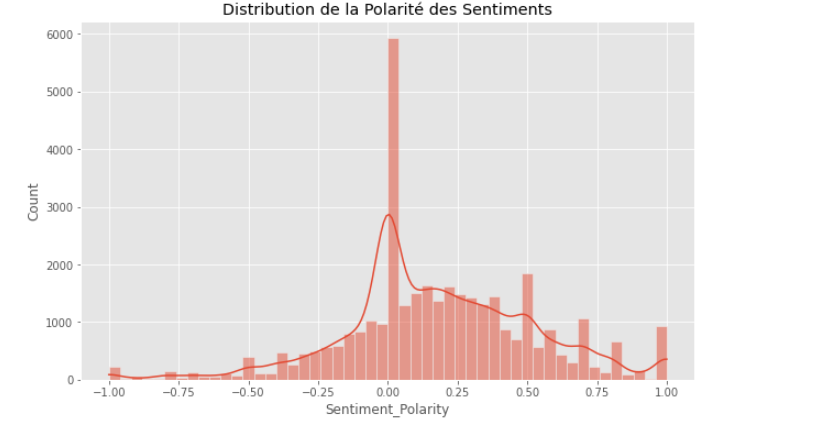 Distribution de la Polarité des Sentiments
6000
5000
4000
3000
2000
1000
0
Count
−1.00 −0.75 −0.50 −0.25 0.00 0.25 0.50 0.75 1.00
Sentiment_Polarity